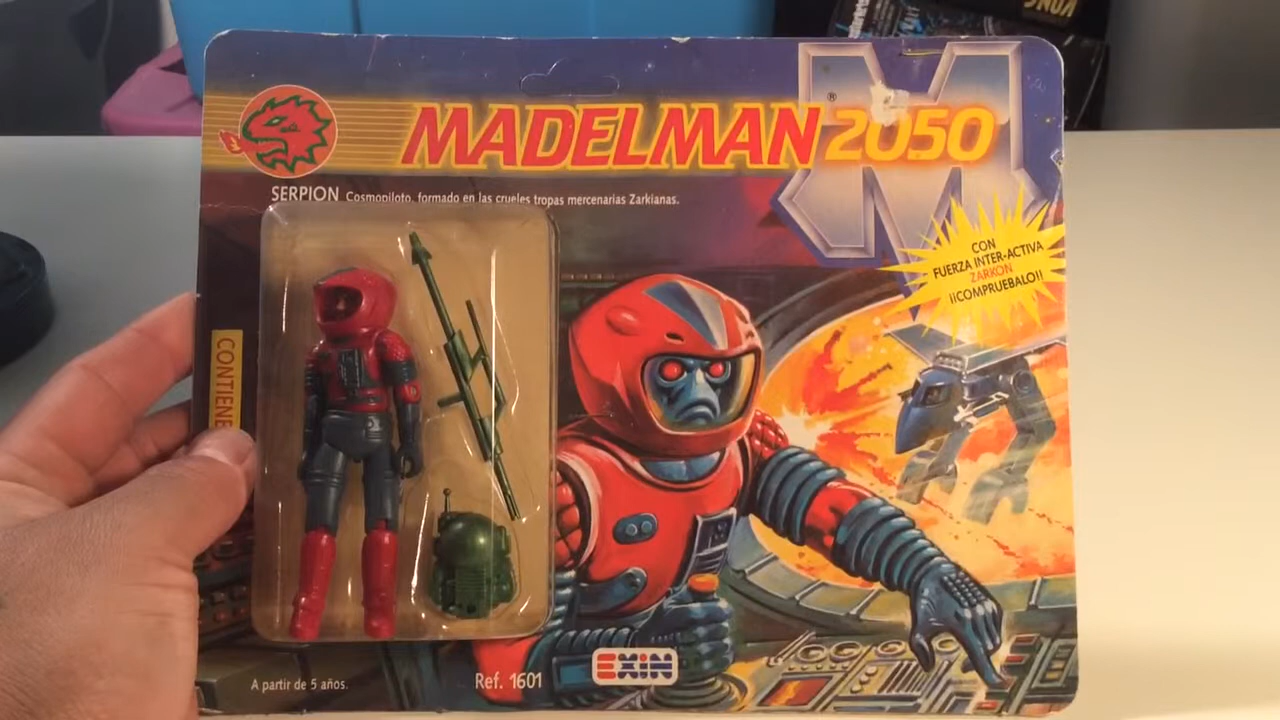 KONG
MADELMAN 2050
®
M
SERPION Cosmopiloto, formado en las crueles tropas mercenarias Zarkianas.
CON
FUERZA INTER-ACTIVA
ZARKON
¡¡COMPRUEBALO!!
CONTIENE
A partir de 5 años.
Ref. 1601
EXIN